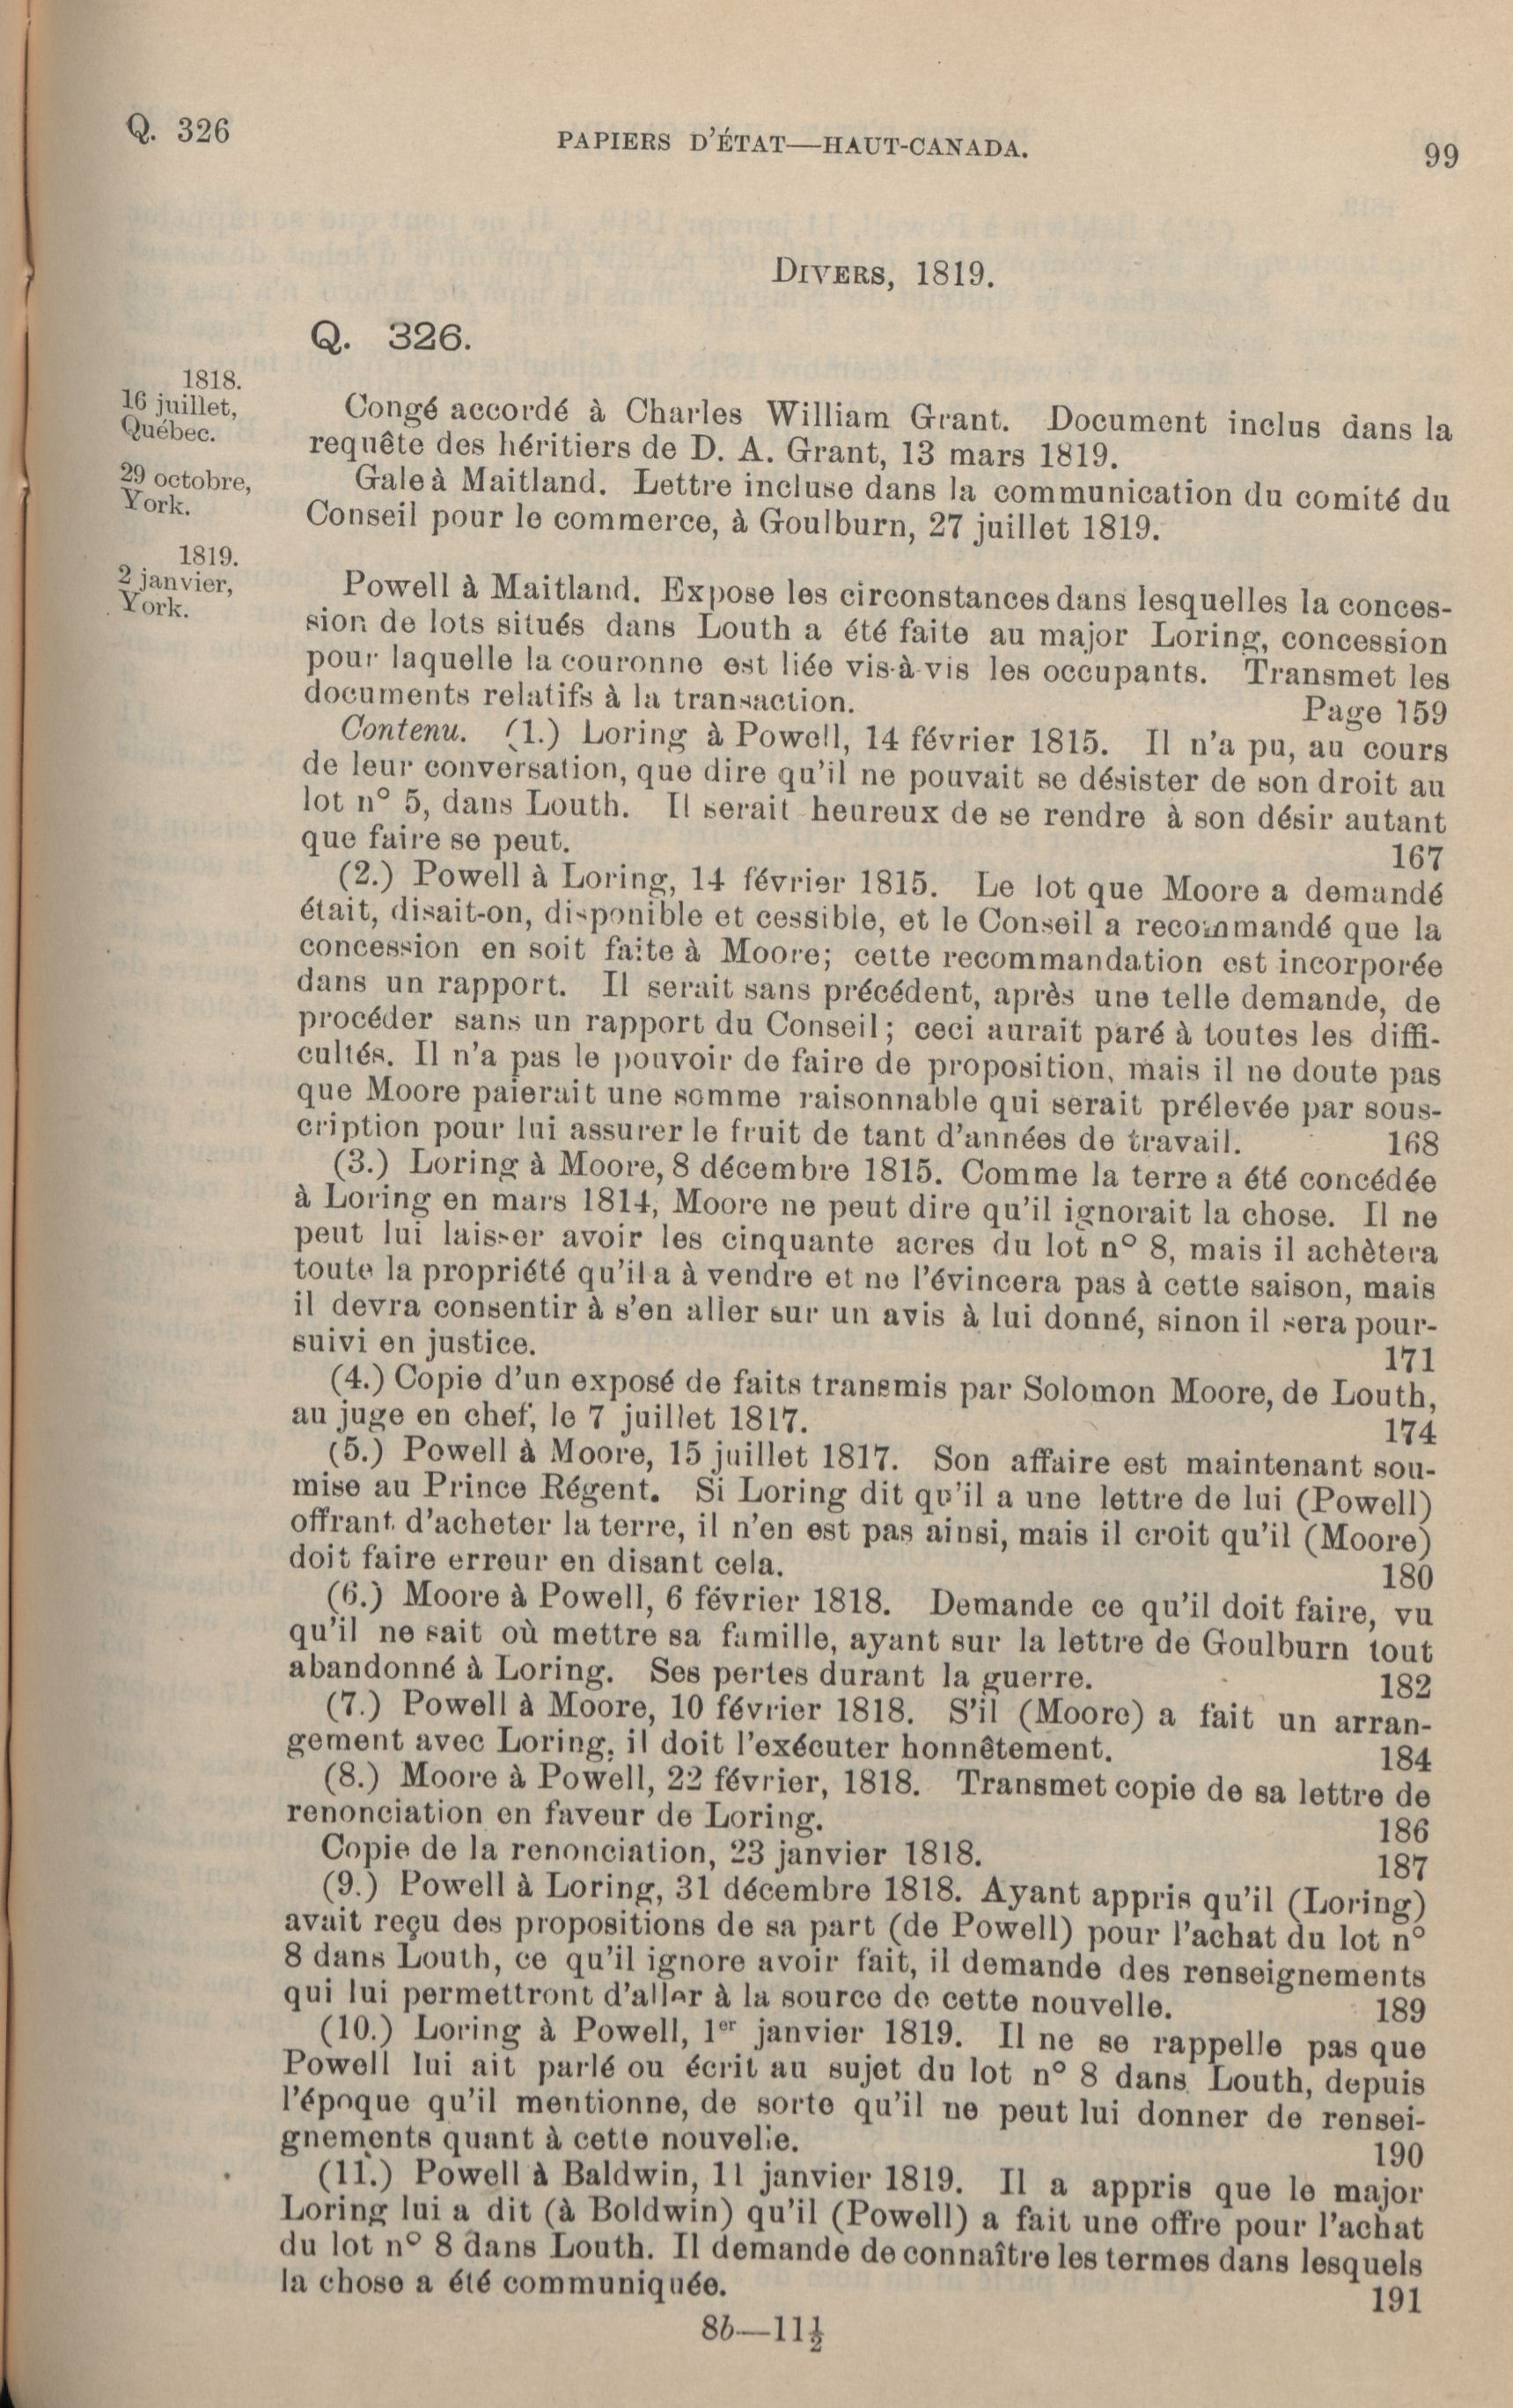 Q. 326
PAPIERS D'ÉTAT—HAUT-CANADA.
99
DIVERS, 1819.
Q. 326.
1818.
16 juillet,
Québec.
Congé accordé à Charles William Grant. Document inclus dans la
requête des héritiers de D. A. Grant, 13 mars 1819.
29 octobre,
York.
Gale à Maitland. Lettre incluse dans la communication du comité du
Conseil pour le commerce, à Goulburn, 27 juillet 1819.
1819.
2 janvier,
York.
Powell à Maitland. Expose les circonstances dans lesquelles la conces-
sion de lots situés dans Louth a été faite au major Loring, concession
pour laquelle la couronne est liée vis-à-vis les occupants. Transmet les
documents relatifs à la transaction. Page 159
Contenu. (1.) Loring à Powell, 14 février 1815. Il n'a pu, au cours
de leur conversation, que dire qu'il ne pouvait se désister de son droit au
lot n° 5, dans Louth. Il serait heureux de se rendre à son désir autant
que faire se peut. 167
(2.) Powell à Loring, 14 février 1815. Le lot que Moore a demandé
était, disait-on, disponible et cessible, et le Conseil a recommandé que la
concession en soit faite à Moore; cette recommandation est incorporée
dans un rapport. Il serait sans précédent, après une telle demande, de
procéder sans un rapport du Conseil; ceci aurait paré à toutes les diffi-
cultés. Il n'a pas le pouvoir de faire de proposition, mais il ne doute pas
que Moore paierait une somme raisonnable qui serait prélevée par sous-
cription pour lui assurer le fruit de tant d'années de travail. 168
(3.) Loring à Moore, 8 décembre 1815. Comme la terre a été concédée
à Loring en mars 1814, Moore ne peut dire qu'il ignorait la chose. Il ne
peut lui laisser avoir les cinquante acres du lot n° 8, mais il achètera
toute la propriété qu'il a à vendre et ne l'évincera pas à cette saison, mais
il devra consentir à s'en aller sur un avis à lui donné, sinon il sera pour-
suivi en justice. 171
(4.) Copie d'un exposé de faits transmis par Solomon Moore, de Louth,
au juge en chef, le 7 juillet 1817. 174
(5.) Powell à Moore, 15 juillet 1817. Son affaire est maintenant sou-
mise au Prince Régent. Si Loring dit qu'il a une lettre de lui (Powell)
offrant d'acheter la terre, il n'en est pas ainsi, mais il croit qu'il (Moore)
doit faire erreur en disant cela. 180
(6.) Moore à Powell, 6 février 1818. Demande ce qu'il doit faire, vu
qu'il ne sait où mettre sa famille, ayant sur la lettre de Goulburn tout
abandonné à Loring. Ses pertes durant la guerre. 182
(7.) Powell à Moore, 10 février 1818. S'il (Moore) a fait un arran-
gement avec Loring, il doit l'exécuter honnêtement. 184
(8.) Moore à Powell, 22 février, 1818. Transmet copie de sa lettre de
renonciation en faveur de Loring. 186
Copie de la renonciation, 23 janvier 1818. 187
(9.) Powell à Loring, 31 décembre 1818. Ayant appris qu'il (Loring)
avait reçu des propositions de sa part (de Powell) pour l'achat du lot n°
8 dans Louth, ce qu'il ignore avoir fait, il demande des renseignements
qui lui permettront d'aller à la source de cette nouvelle. 189
(10.) Loring à Powell, 1er janvier 1819. Il ne se rappelle pas que
Powell lui ait parlé ou écrit au sujet du lot n° 8 dans Louth, depuis
l'époque qu'il mentionne, de sorte qu'il ne peut lui donner de rensei-
gnements quant à cette nouvelle. 190
(11.) Powell à Baldwin, 11 janvier 1819. Il a appris que le major
Loring lui a dit (à Boldwin) qu'il (Powell) a fait une offre pour l'achat
du lot n° 8 dans Louth. Il demande de connaître les termes dans lesquels
la chose a été communiquée. 191
8b—11½